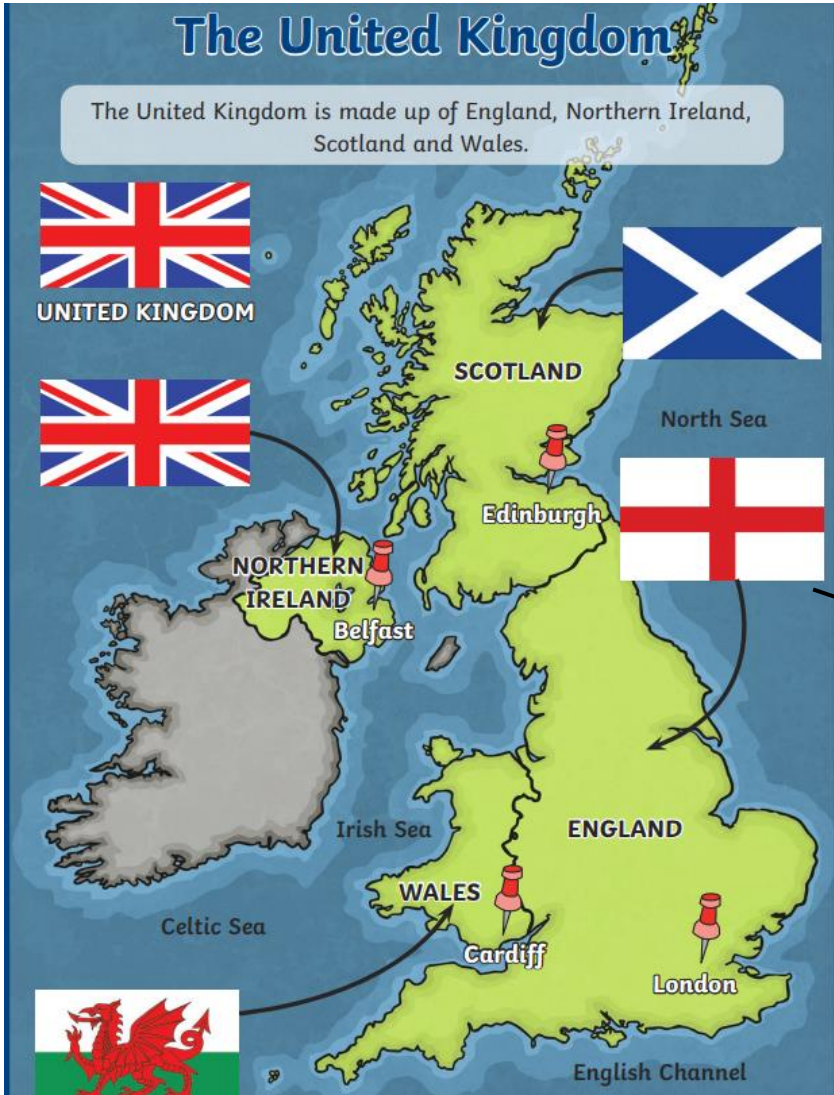 The United Kingdom
The United Kingdom is made up of England, Northern Ireland,
Scotland and Wales.
UNITED KINGDOM
SCOTLAND
North Sea
Edinburgh
NORTHERN
IRELAND
Belfast
Irish Sea
ENGLAND
WALES
Celtic Sea
Cardiff
London
English Channel